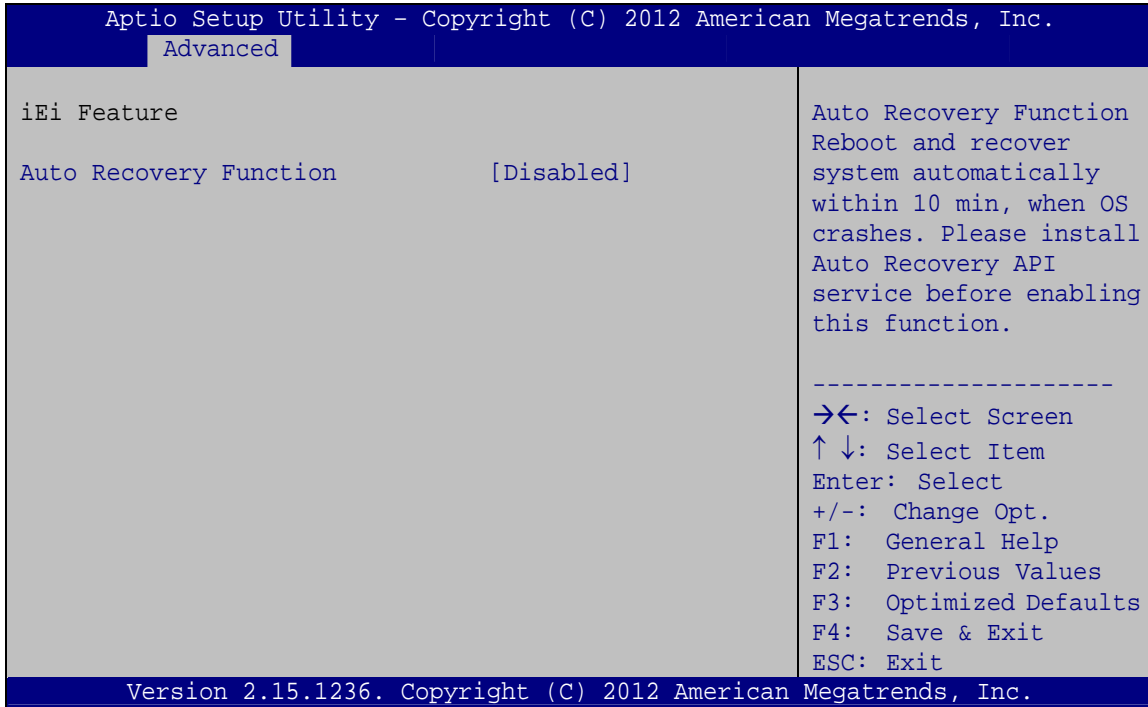 Aptio Setup Utility – Copyright (C) 2012 American Megatrends, Inc.
Advanced
iEi Feature
Auto Recovery Function [Disabled]
Auto Recovery Function
Reboot and recover
system automatically
within 10 min, when OS
crashes. Please install
Auto Recovery API
service before enabling
this function.
---------------------
→←: Select Screen
↑ ↓: Select Item
Enter: Select
+/-: Change Opt.
F1: General Help
F2: Previous Values
F3: Optimized Defaults
F4: Save & Exit
ESC: Exit
Version 2.15.1236. Copyright (C) 2012 American Megatrends, Inc.